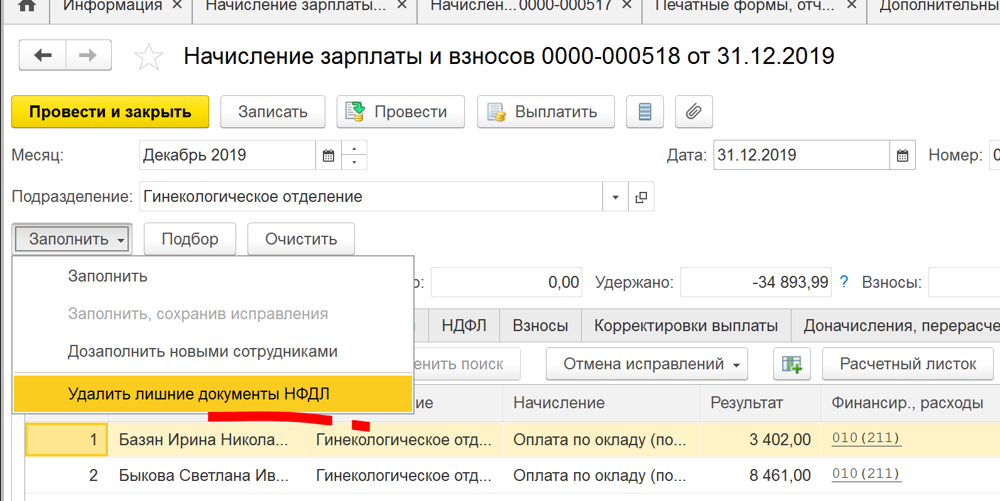 Информация × Начисление зарплаты... × Начислен...0000-000517 × Печатные формы, отч... × Дополнительны
Начисление зарплаты и взносов 0000-000518 от 31.12.2019
Провести и закрыть Записать Провести Выплатить
Месяц: Декабрь 2019 Дата: 31.12.2019 Номер: 0
Подразделение: Гинекологическое отделение
Заполнить Подбор Очистить
Заполнить
о: 0,00 Удержано: -34 893,99 ? Взносы:
Заполнить, сохранив исправления
НДФЛ Взносы Корректировки выплаты Доначисления, перерасче
Дозаполнить новыми сотрудниками
енить поиск Отмена исправлений Расчетный листок
Удалить лишние документы НФДЛ
ие Начисление Результат Финансир., расходы
1 Базян Ирина Никола... Гинекологическое отд... Оплата по окладу (по... 3 402,00 010 (211)
2 Быкова Светлана Ив... Гинекологическое отд... Оплата по окладу (по... 8 461,00 010 (211)